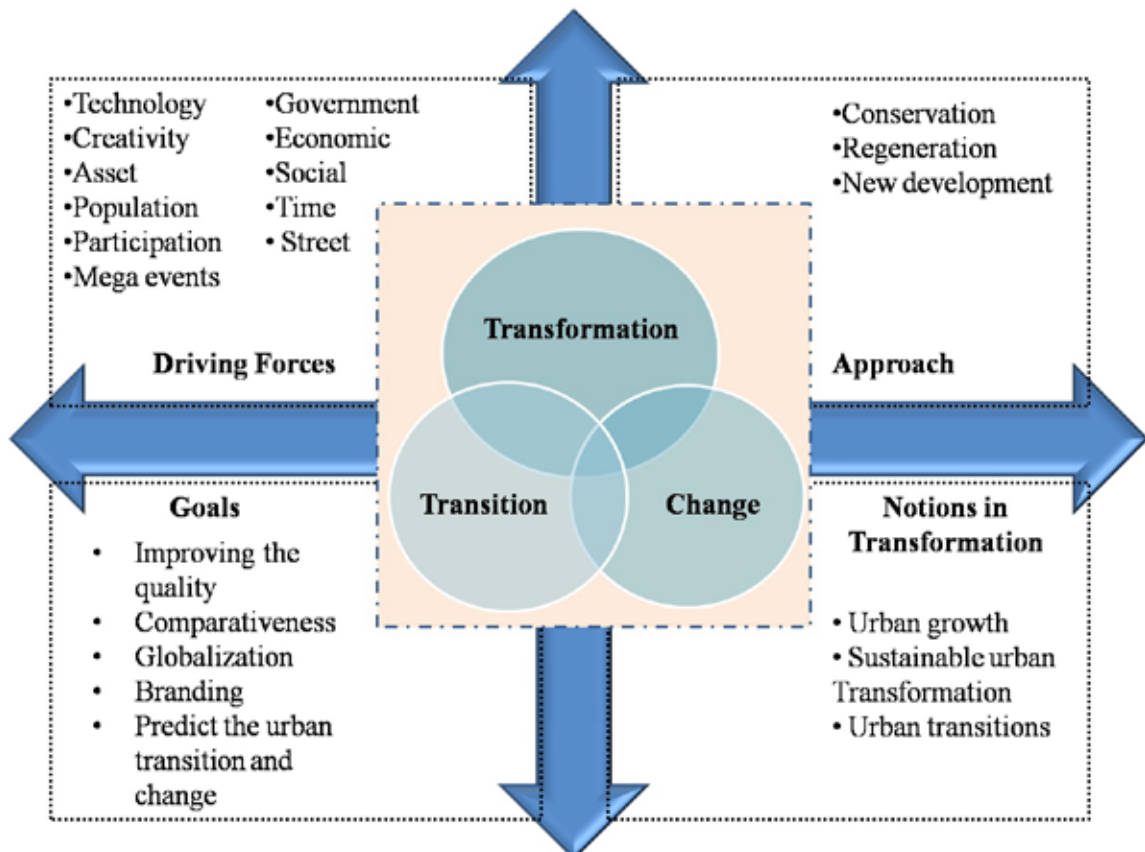 •Technology
•Creativity
•Asset
•Population
•Participation
•Mega events
•Government
•Economic
•Social
•Time
• Street
Driving Forces
•Conservation
•Regeneration
•New development
Approach
Transformation
Transition
Change
Goals
• Improving the
quality
• Comparativeness
• Globalization
• Branding
• Predict the urban
transition and
change
Notions in
Transformation
• Urban growth
• Sustainable urban
Transformation
• Urban transitions